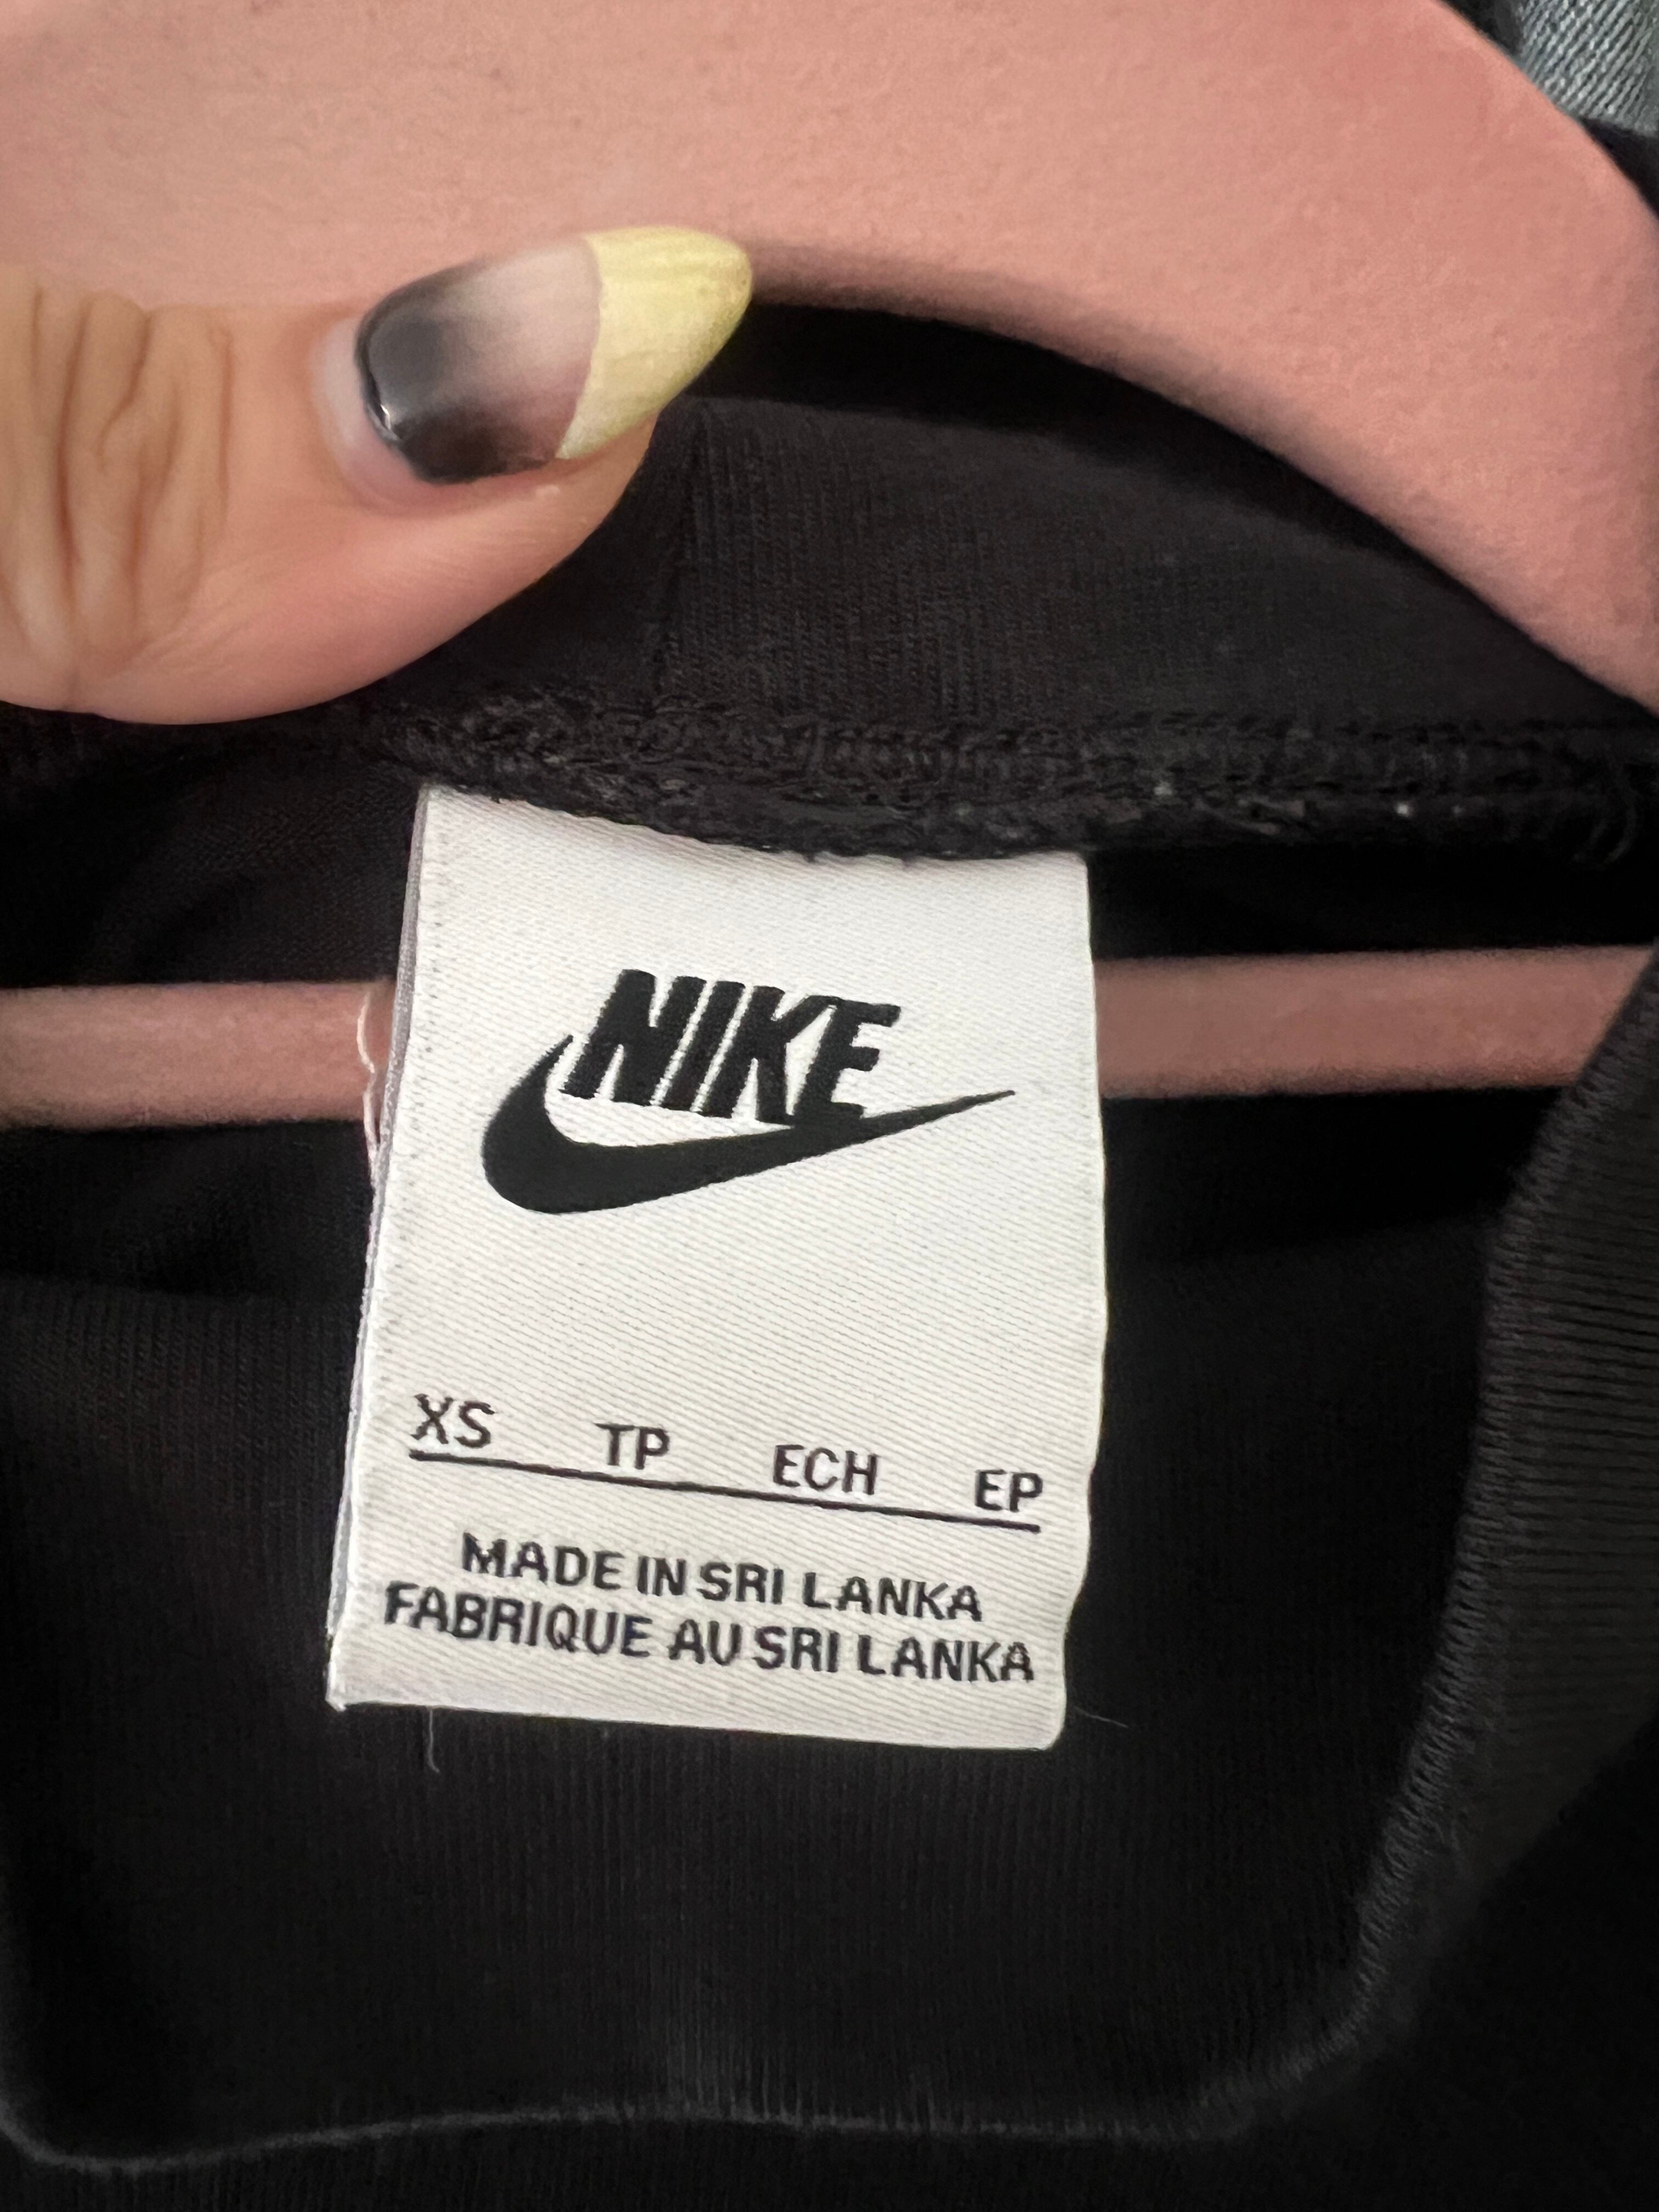 NIKE
XS TP ECH EP
MADE IN SRI LANKA
FABRIQUE AU SRI LANKA